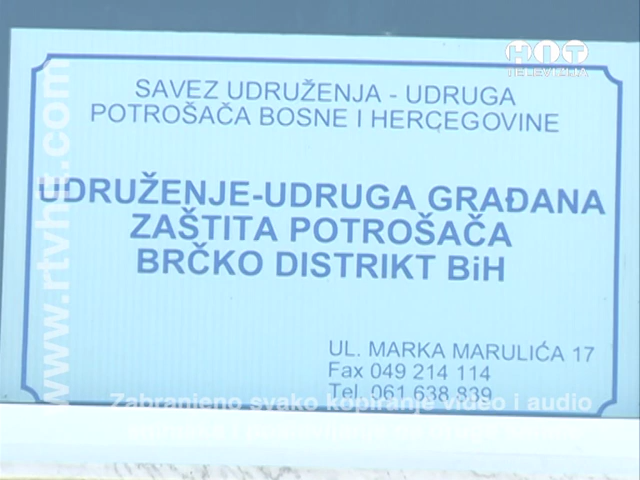 HIT
TELEVIZIJA
SAVEZ UDRUŽENJA - UDRUGA
POTROŠAČA BOSNE I HERCEGOVINE
UDRUŽENJE-UDRUGA GRAĐANA
ZAŠTITA POTROŠAČA
BRČKO DISTRIKT BiH
UL. MARKA MARULIĆA 17
Fax 049 214 114
Tel. 061 638 839
www.rtvhit.com
Zabranjeno svako kopiranje video i audio